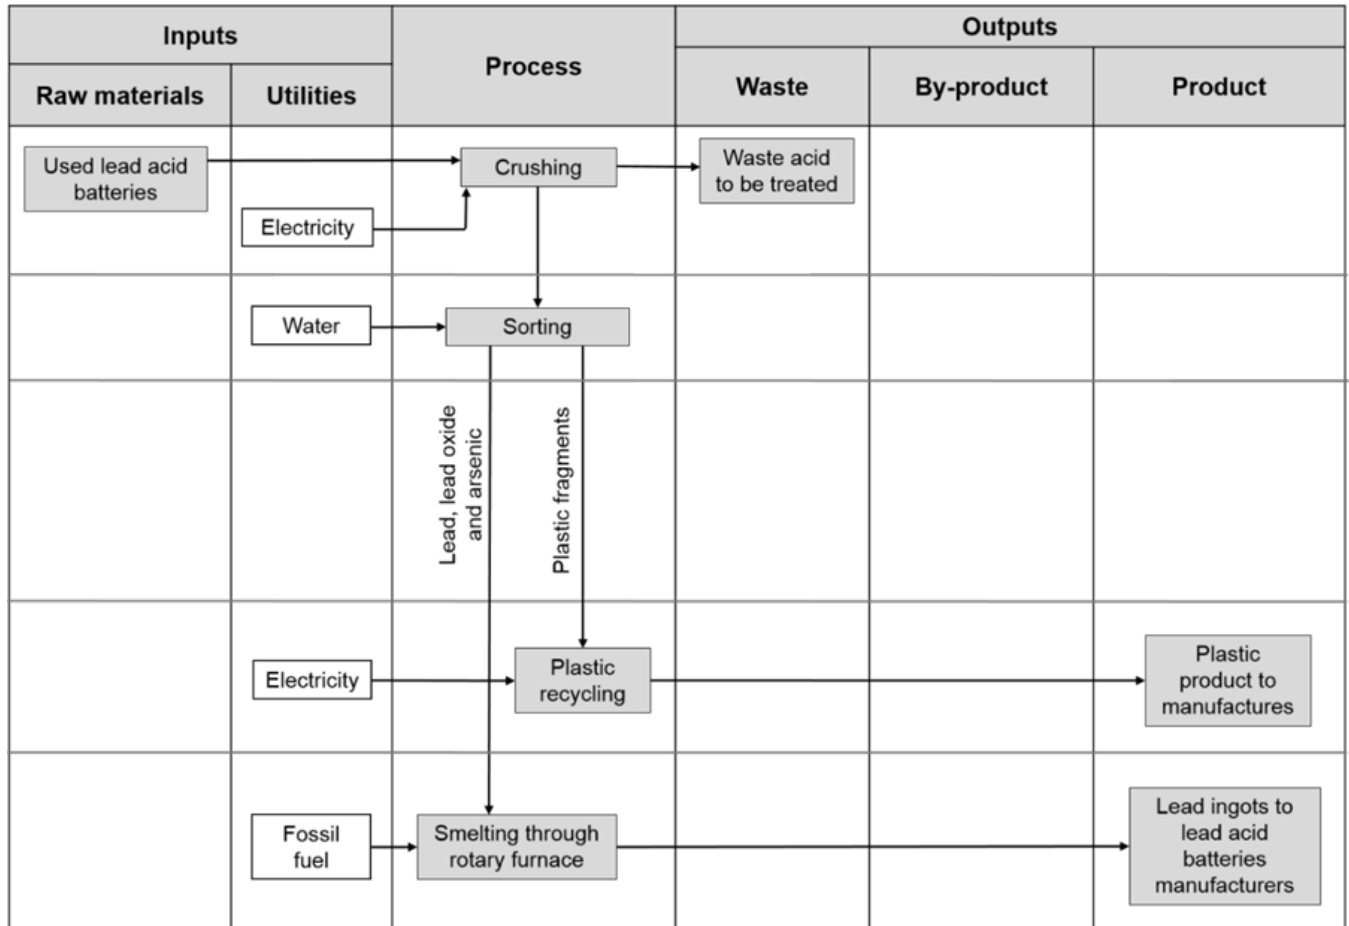 Inputs
Process
Outputs
Raw materials
Utilities
Waste
By-product
Product
Used lead acid
batteries
Electricity
Crushing
Waste acid
to be treated
Water
Sorting
Lead, lead oxide
and arsenic
Plastic fragments
Electricity
Plastic
recycling
Plastic
product to
manufactures
Fossil
fuel
Smelting through
rotary furnace
Lead ingots to
lead acid
batteries
manufacturers